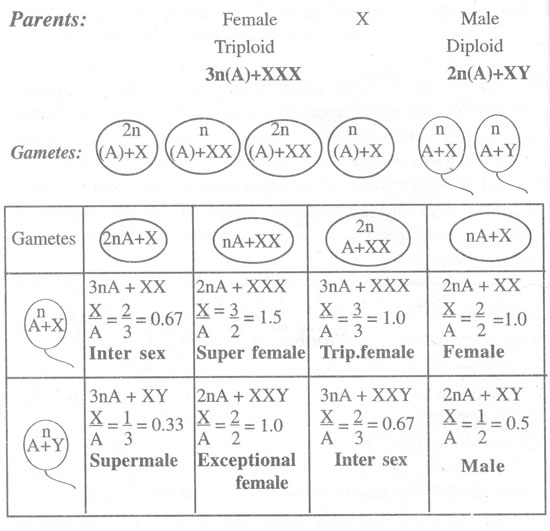 Parents: Female X Male
Triploid Diploid
3n(A)+XXX 2n(A)+XY
Gametes: 2n (A)+X n (A)+XX 2n (A)+XX n (A)+X n A+X n A+Y
Gametes 2nA+X nA+XX 2n A+XX nA+X
n A+X
3nA + XX
X/A = 2/3 = 0.67
Inter sex
2nA + XXX
X/A = 3/2 = 1.5
Super female
3nA + XXX
X/A = 3/3 = 1.0
Trip.female
2nA + XX
X/A = 2/2 =1.0
Female
n A+Y
3nA + XY
X/A = 1/3 = 0.33
Supermale
2nA + XXY
X/A = 2/2 = 1.0
Exceptional
female
3nA + XXY
X/A = 2/3 = 0.67
Inter sex
2nA + XY
X/A = 1/2 = 0.5
Male